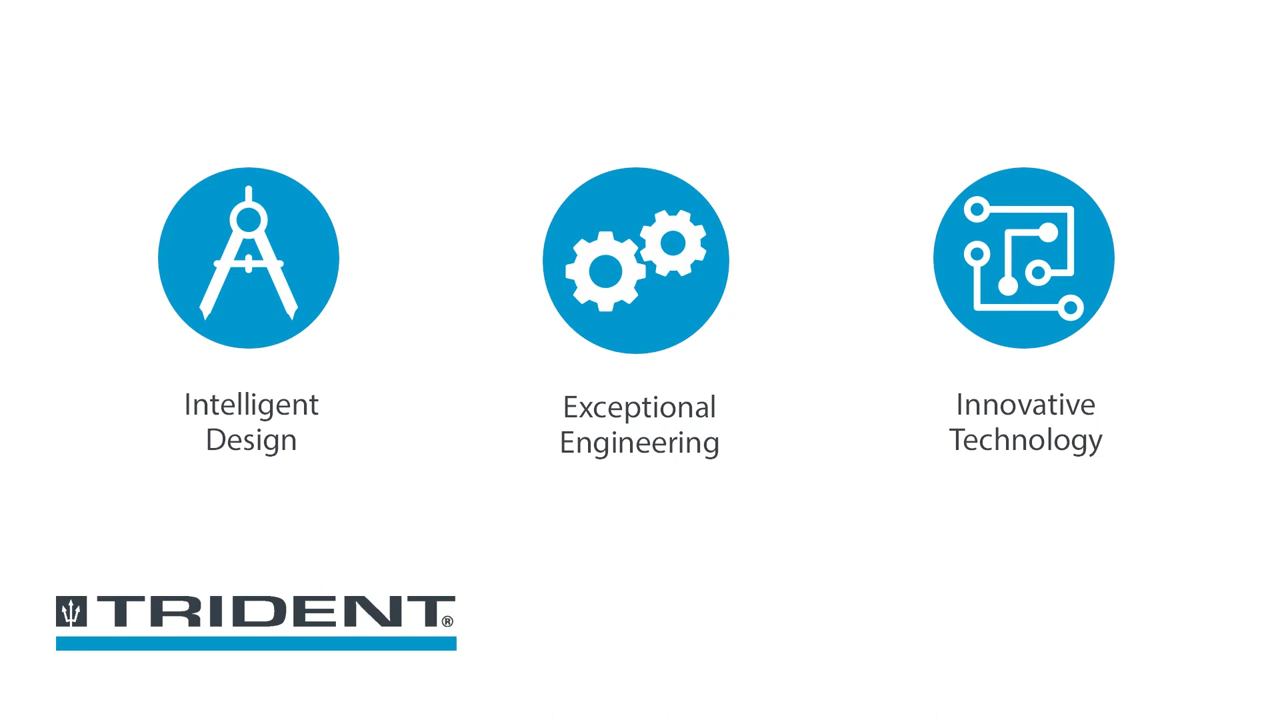 Intelligent
Design
Exceptional
Engineering
Innovative
Technology
TRIDENT®